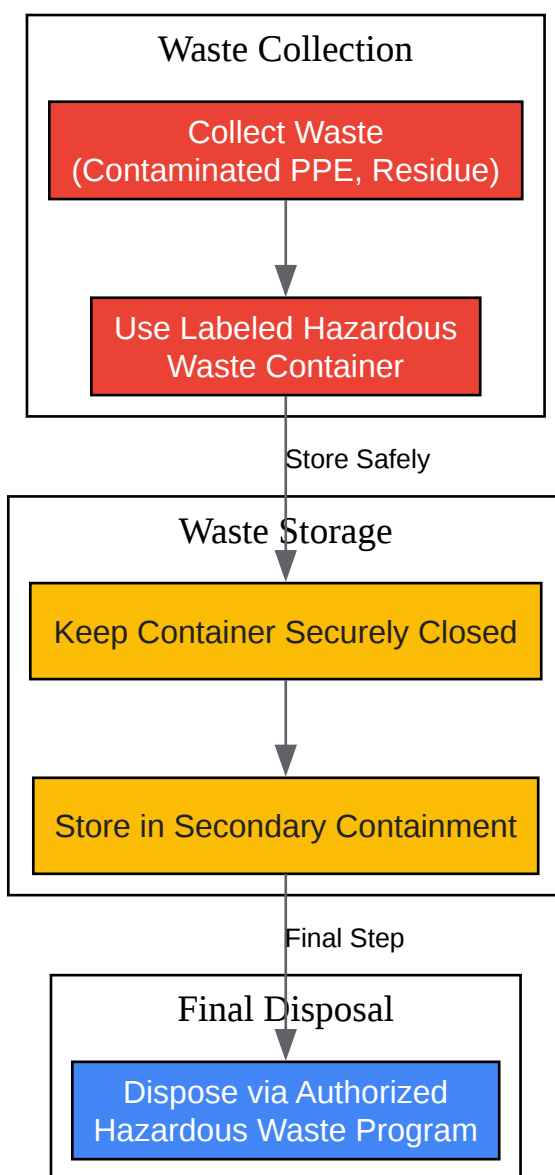 Waste Collection
Collect Waste
(Contaminated PPE, Residue)
Use Labeled Hazardous
Waste Container
Store Safely
Waste Storage
Keep Container Securely Closed
Store in Secondary Containment
Final Step
Final Disposal
Dispose via Authorized
Hazardous Waste Program